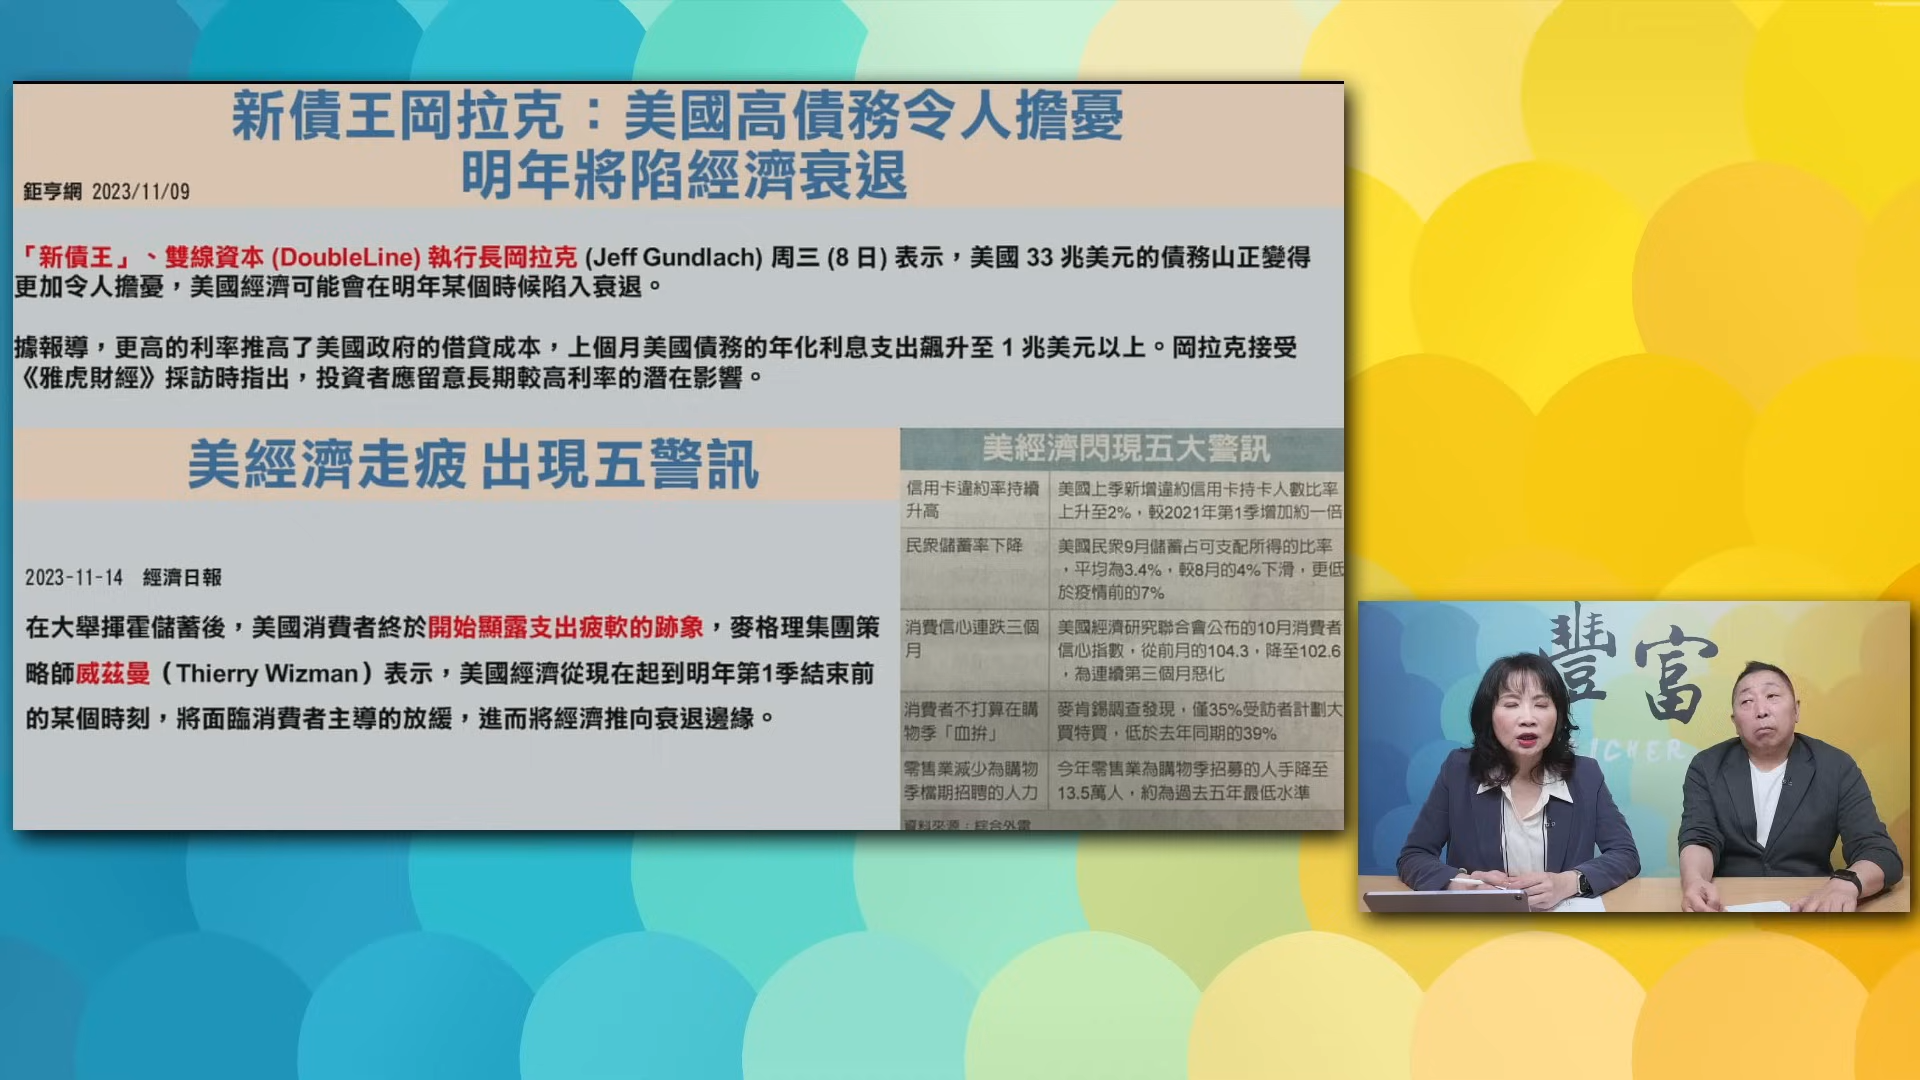 新債王岡拉克：美國高債務令人擔憂
明年將陷經濟衰退
鉅亨網 2023/11/09
「新債王」、雙線資本 (DoubleLine) 執行長岡拉克 (Jeff Gundlach) 周三 (8 日) 表示，美國 33 兆美元的債務山正變得
更加令人擔憂，美國經濟可能會在明年某個時候陷入衰退。
據報導，更高的利率推高了美國政府的借貸成本，上個月美國債務的年化利息支出飆升至 1 兆美元以上。岡拉克接受
《雅虎財經》採訪時指出，投資者應留意長期較高利率的潛在影響。
美經濟走疲 出現五警訊
2023-11-14 經濟日報
在大舉揮霍儲蓄後，美國消費者終於開始顯露支出疲軟的跡象，麥格理集團策
略師威茲曼（Thierry Wizman）表示，美國經濟從現在起到明年第1季結束前
的某個時刻，將面臨消費者主導的放緩，進而將經濟推向衰退邊緣。
美經濟閃現五大警訊
信用卡違約率持續
升高
美國上季新增違約信用卡持卡人數比率
上升至2%，較2021年第1季增加約一倍
民眾儲蓄率下降
美國民眾9月儲蓄占可支配所得的比率
，平均為3.4%，較8月的4%下滑，更低
於疫情前的7%
消費信心連跌三個
月
美國經濟研究聯合會公布的10月消費者
信心指數，從前月的104.3，降至102.6
，為連續第三個月惡化
消費者不打算在購
物季「血拚」
麥肯錫調查發現，僅35%受訪者計劃大
買特買，低於去年同期的39%
零售業減少為購物
季檔期招聘的人力
今年零售業為購物季招募的人手降至
13.5萬人，約為過去五年最低水準
資料來源：綜合外電
豐富
ICHER